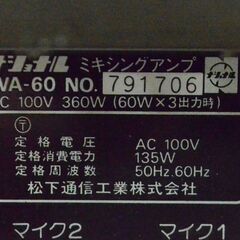 ナショナル ミキシングアンプ
WA-60 NO. 791706
AC 100V 360W (60W×3出力時)
〒
定格電圧 AC 100V
定格消費電力 135W
定格周波数 50Hz.60Hz
松下通信工業株式会社
マイク2 マイク1